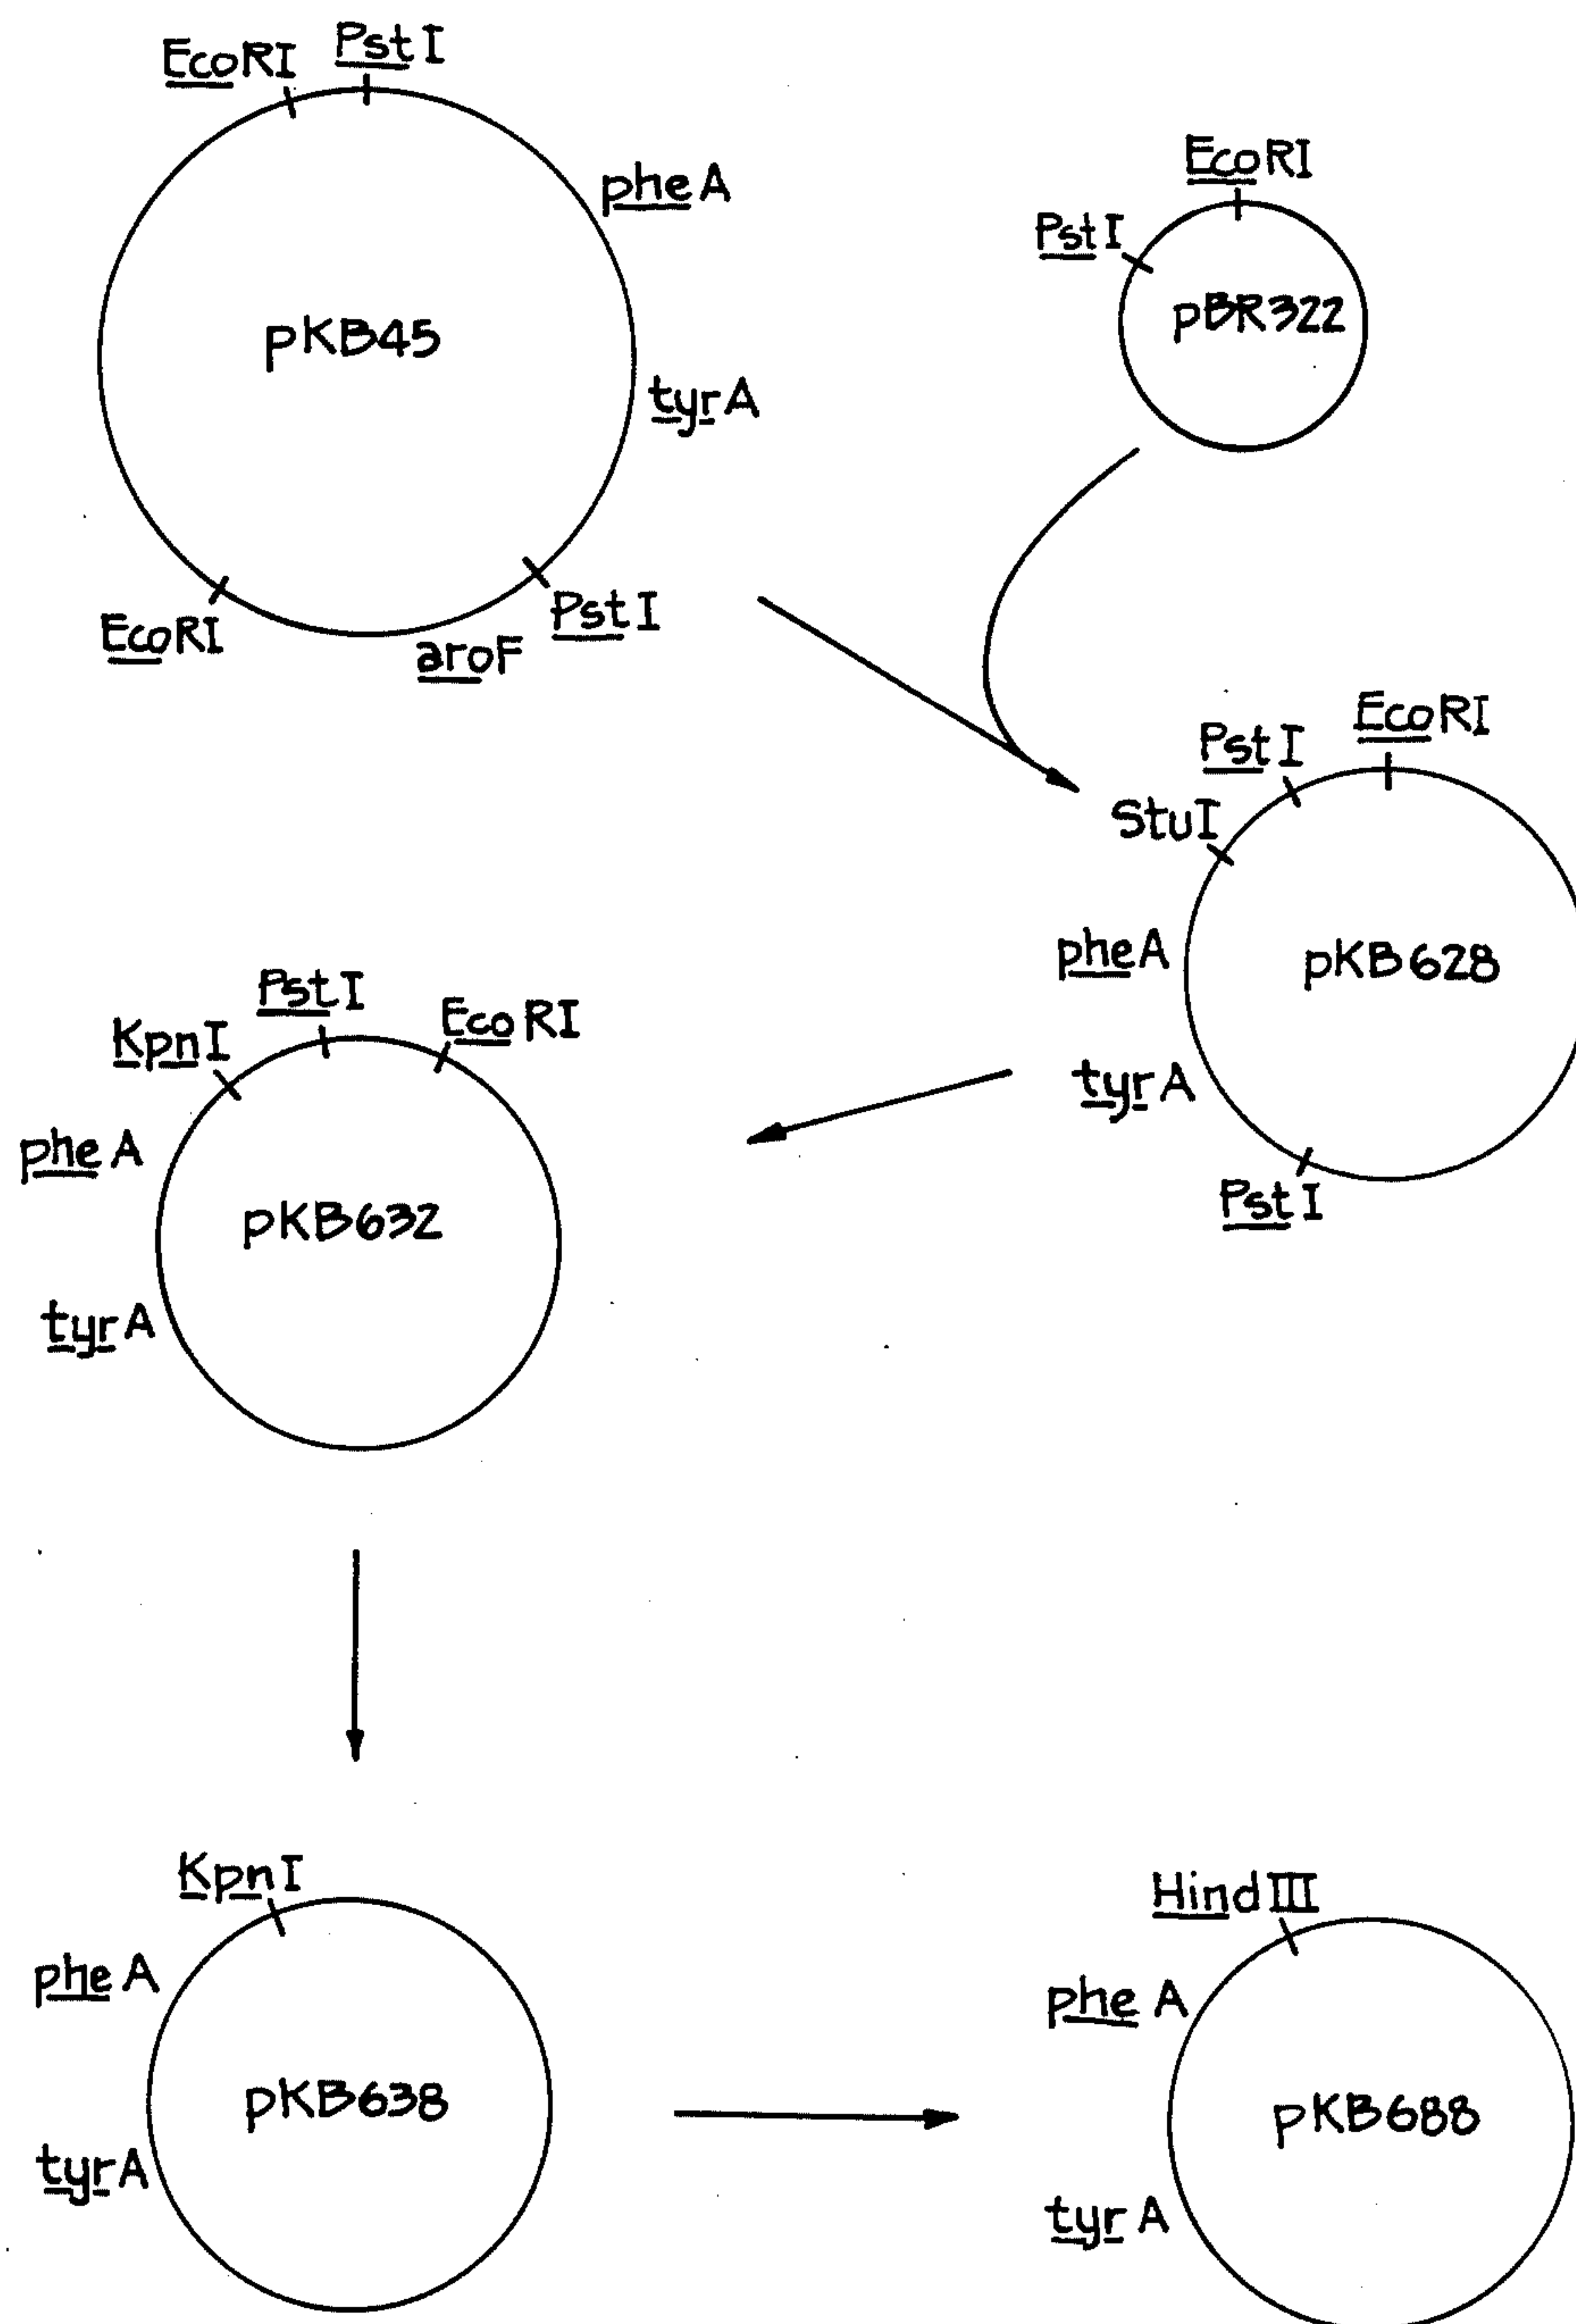 EcoRI
PstI
pheA
pKB45
tyrA
PstI
aroF
EcoRI
EcoRI
PstI
pBR322
EcoRI
PstI
StuI
pheA
pKB628
tyrA
PstI
PstI
EcoRI
KpnI
pheA
pKB632
tyrA
KpnI
pheA
pKB638
tyrA
HindIII
pheA
pKB688
tyrA